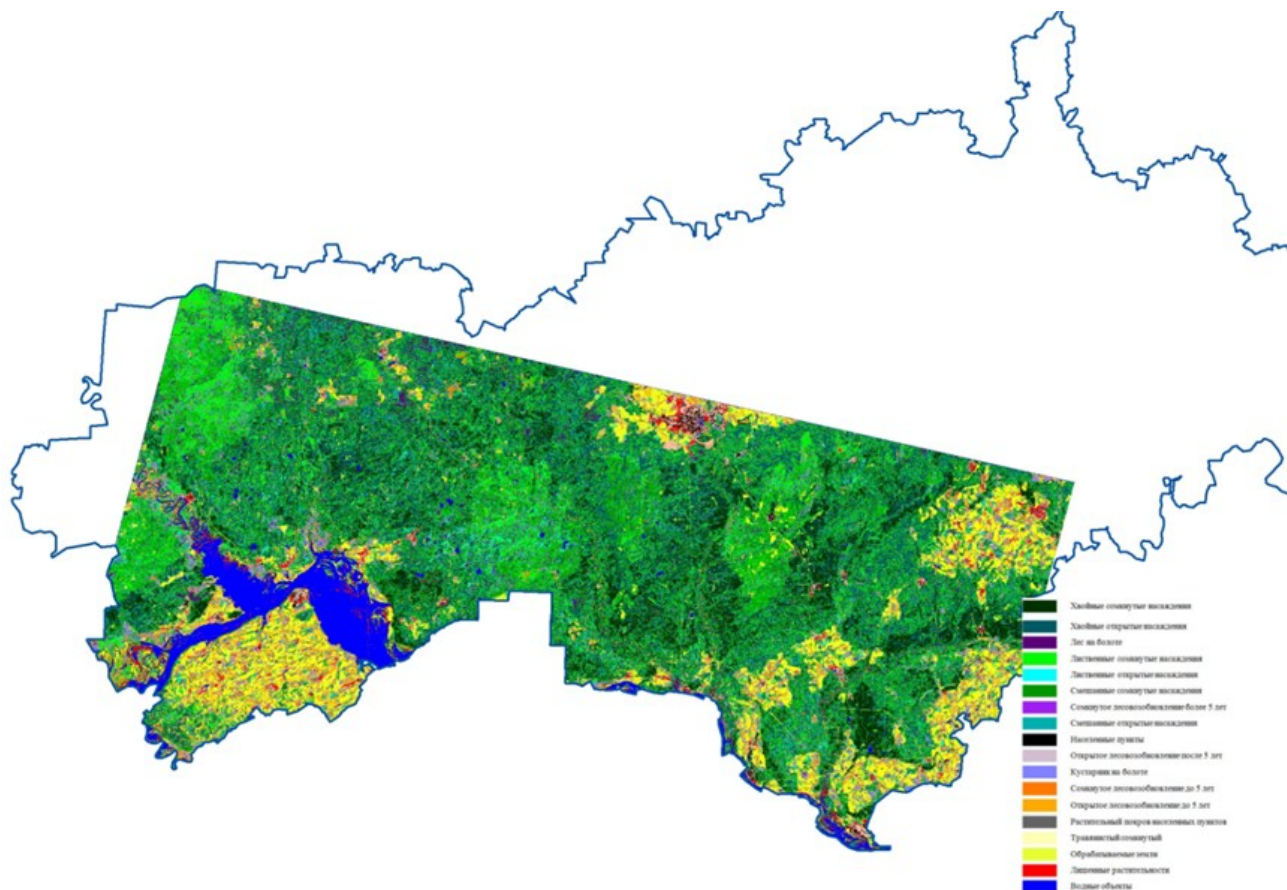 Хвойные сомкнутые насаждения
Хвойные открытые насаждения
Лес на болоте
Лиственные сомкнутые насаждения
Лиственные открытые насаждения
Смешанные сомкнутые насаждения
Сомкнутое лесовозобновление более 5 лет
Смешанные открытые насаждения
Населенные пункты
Открытое лесовозобновление после 5 лет
Кустарник на болоте
Сомкнутое лесовозобновление до 5 лет
Открытое лесовозобновление до 5 лет
Растительный покров населенных пунктов
Травянистый сомкнутый
Обрабатываемые земли
Лишенные растительности
Водные объекты